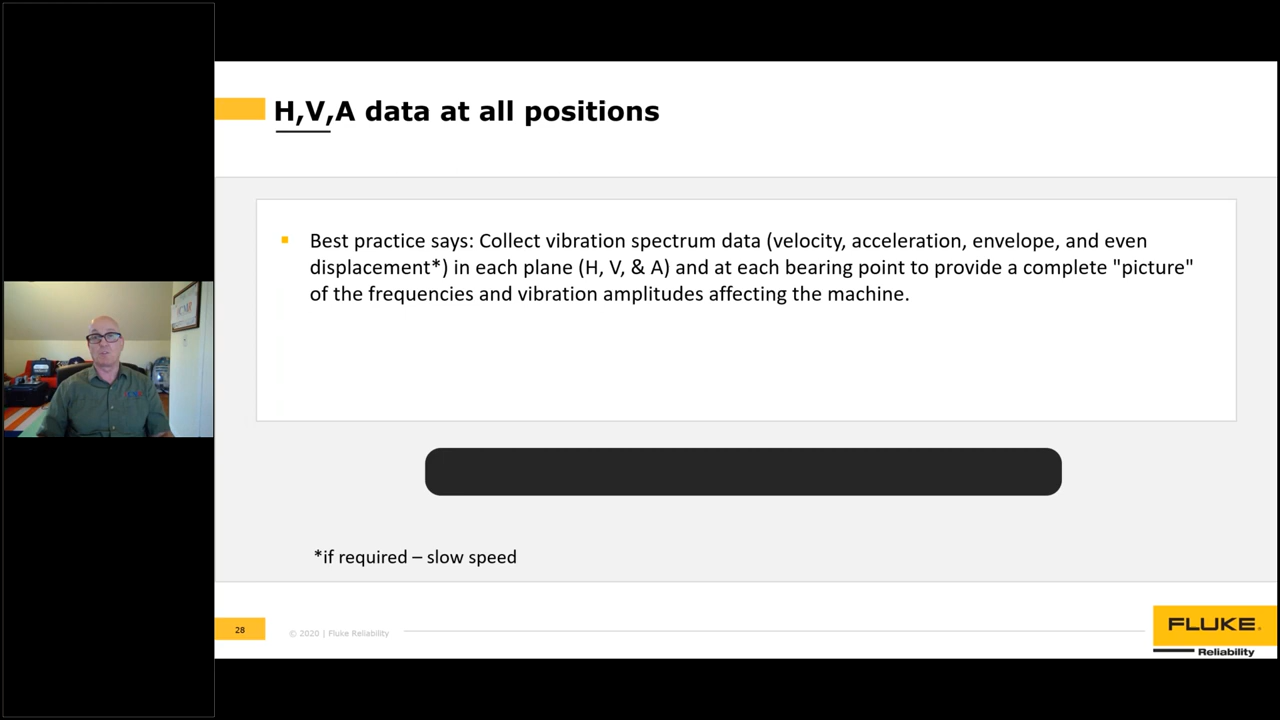 H,V,A data at all positions
Best practice says: Collect vibration spectrum data (velocity, acceleration, envelope, and even
displacement*) in each plane (H, V, & A) and at each bearing point to provide a complete "picture"
of the frequencies and vibration amplitudes affecting the machine.
*if required – slow speed
28
© 2020 | Fluke Reliability
FLUKE®
Reliability